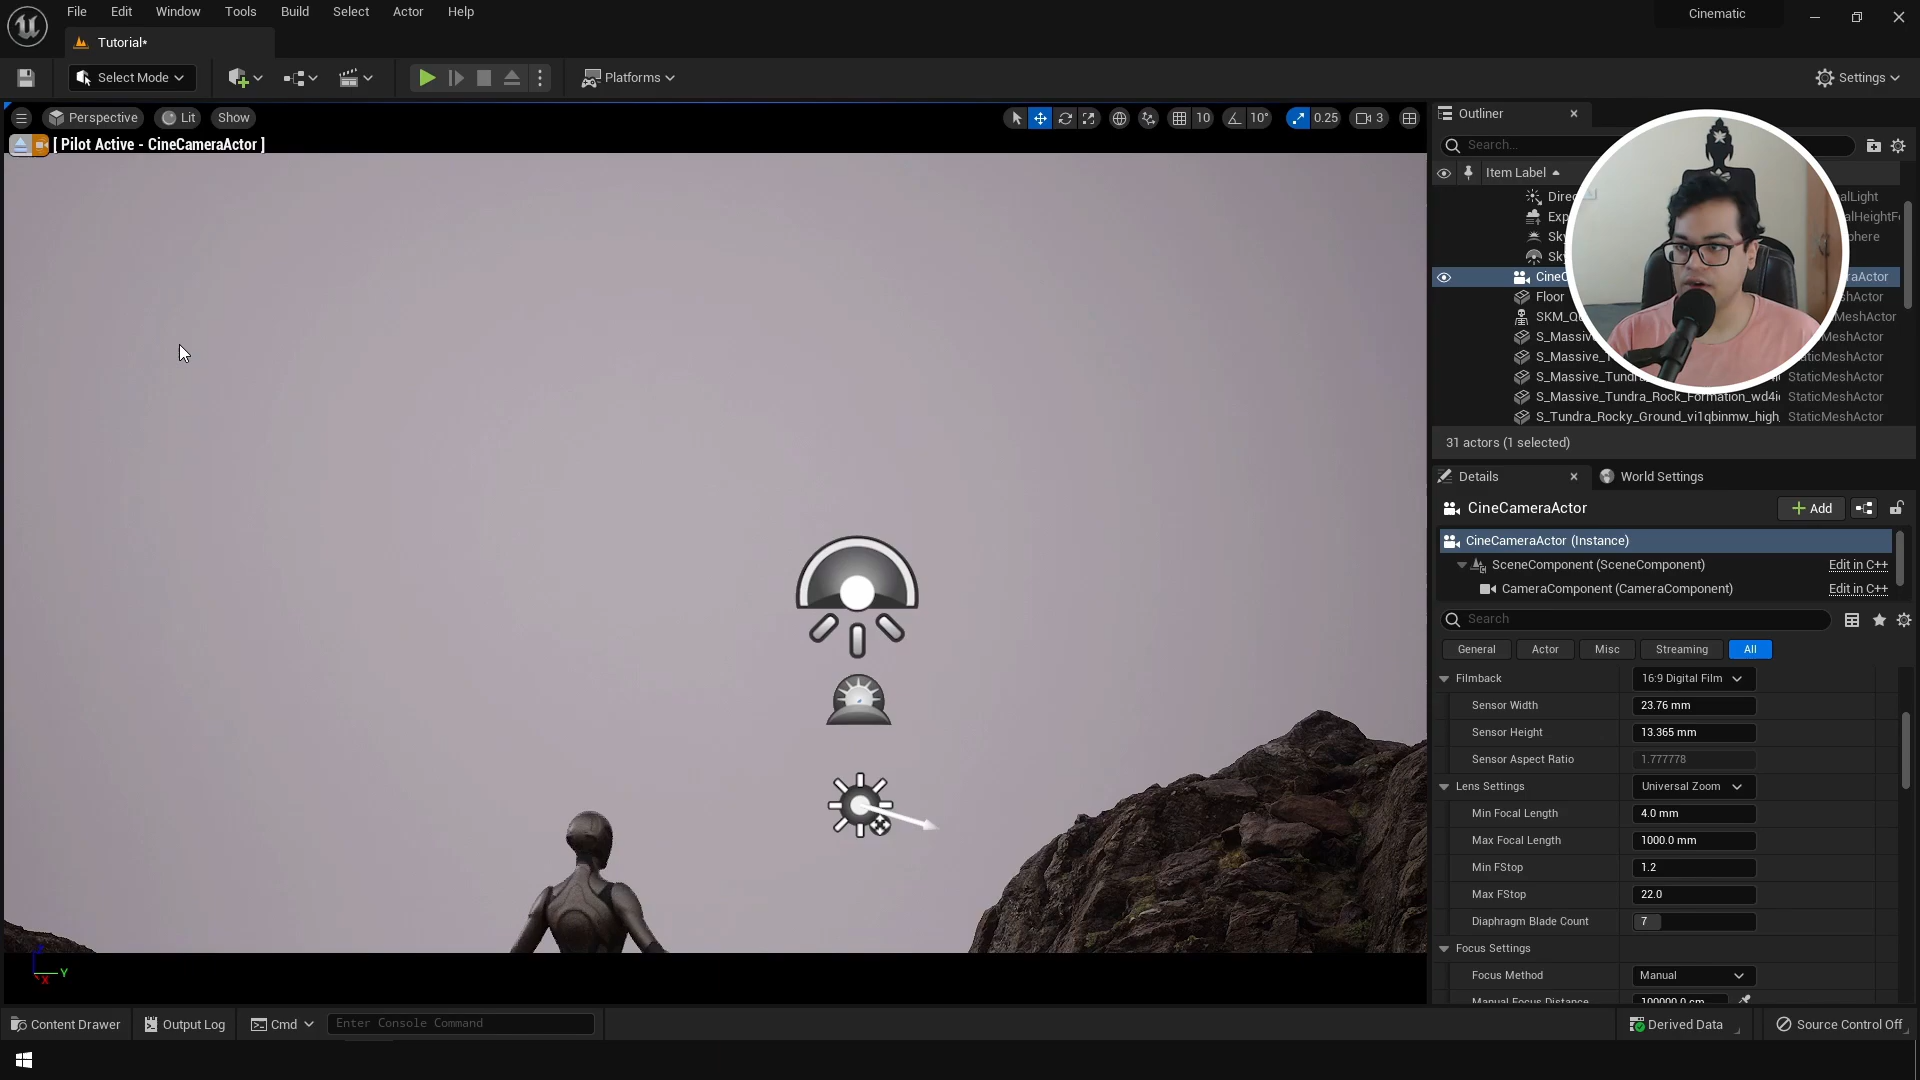 File Edit Window Tools Build Select Actor Help
Cinematic
Tutorial*
Select Mode
Platforms
Settings
Perspective Lit Show
10 10° 0.25 3
[ Pilot Active - CineCameraActor ]
Outliner
Search...
Item Label
Floor
S_Massive_Tundra_Rock_Formation_wd4i StaticMeshActor
S_Tundra_Rocky_Ground_vi1qbinmw_high StaticMeshActor
31 actors (1 selected)
Details World Settings
CineCameraActor Add
CineCameraActor (Instance)
SceneComponent (SceneComponent) Edit in C++
CameraComponent (CameraComponent) Edit in C++
Search
General Actor Misc Streaming All
Filmback 16:9 Digital Film
Sensor Width 23.76 mm
Sensor Height 13.365 mm
Sensor Aspect Ratio 1.777778
Lens Settings Universal Zoom
Min Focal Length 4.0 mm
Max Focal Length 1000.0 mm
Min FStop 1.2
Max FStop 22.0
Diaphragm Blade Count 7
Focus Settings
Focus Method Manual
Manual Focus Distance 100000.0 cm
Y
X
Content Drawer Output Log Cmd Enter Console Command
Derived Data Source Control Off